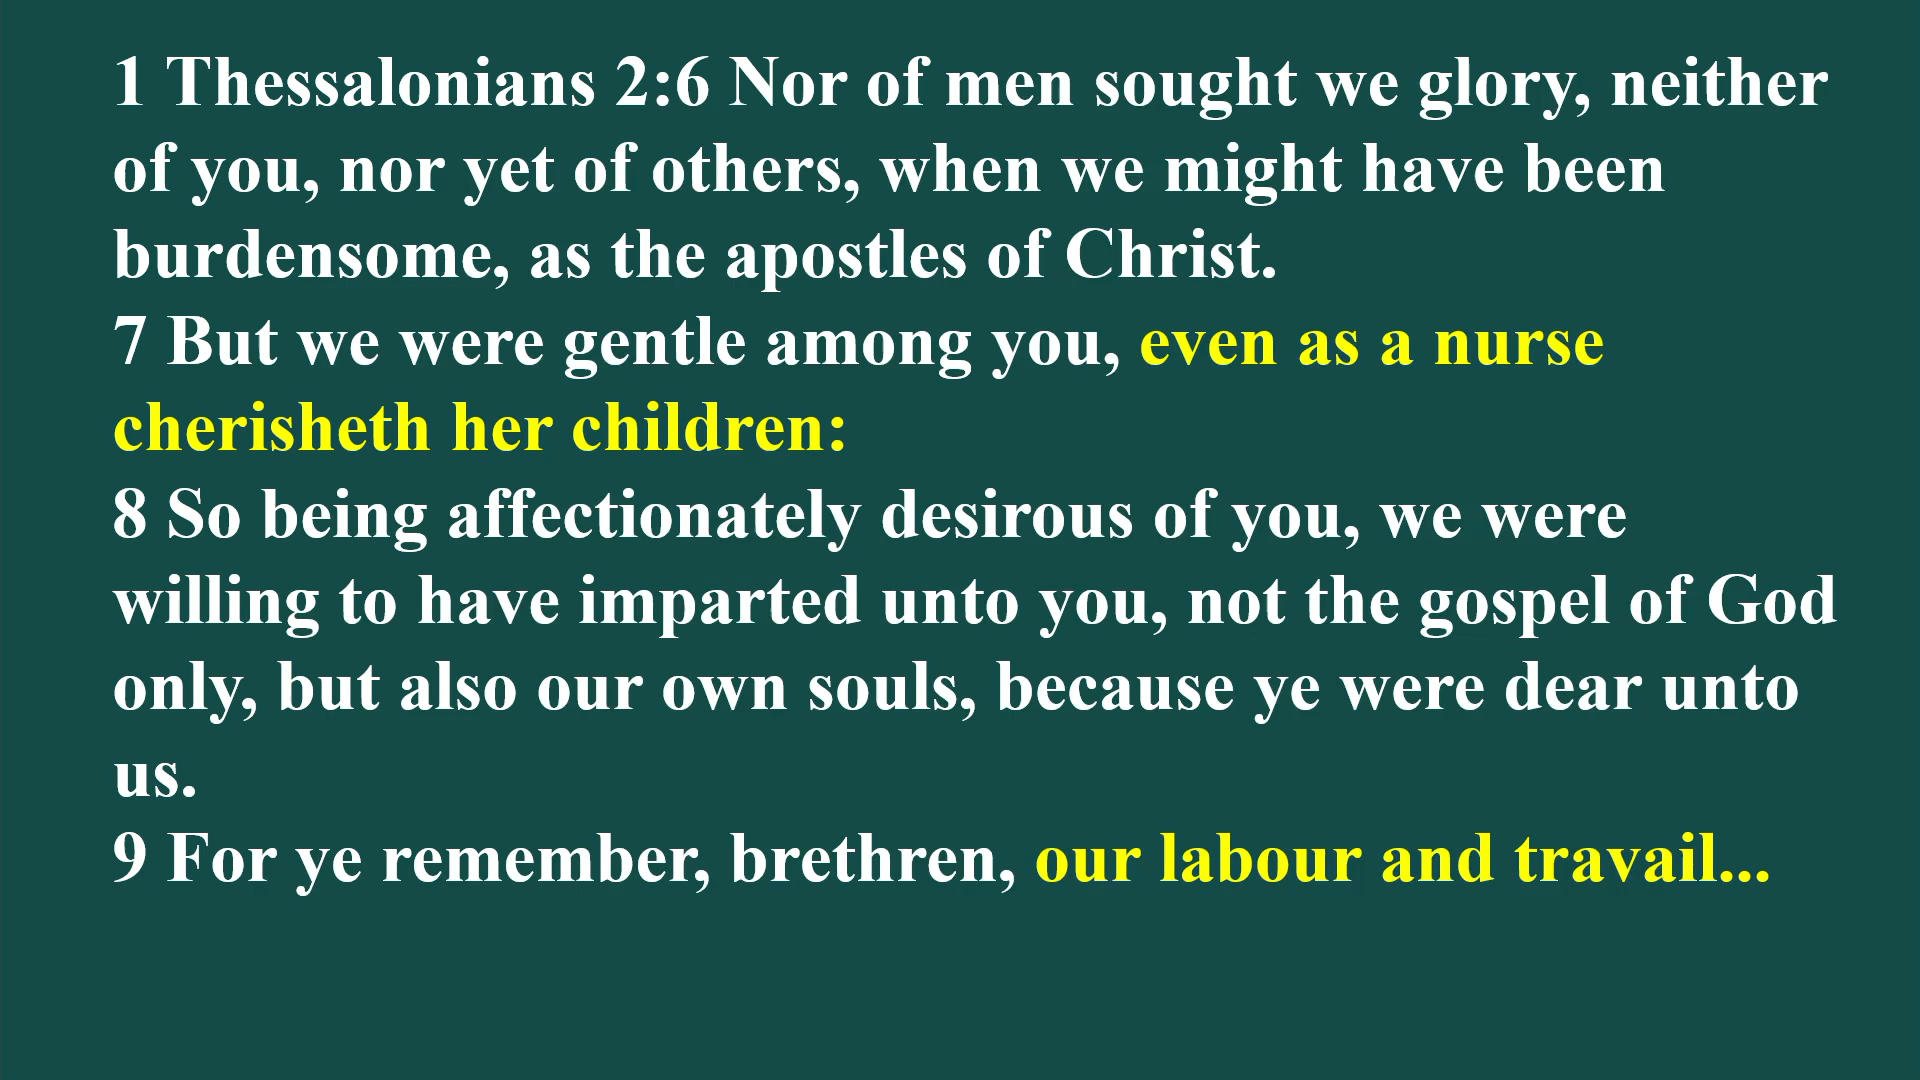 1 Thessalonians 2:6 Nor of men sought we glory, neither
of you, nor yet of others, when we might have been
burdensome, as the apostles of Christ.
7 But we were gentle among you, even as a nurse
cherisheth her children:
8 So being affectionately desirous of you, we were
willing to have imparted unto you, not the gospel of God
only, but also our own souls, because ye were dear unto
us.
9 For ye remember, brethren, our labour and travail...